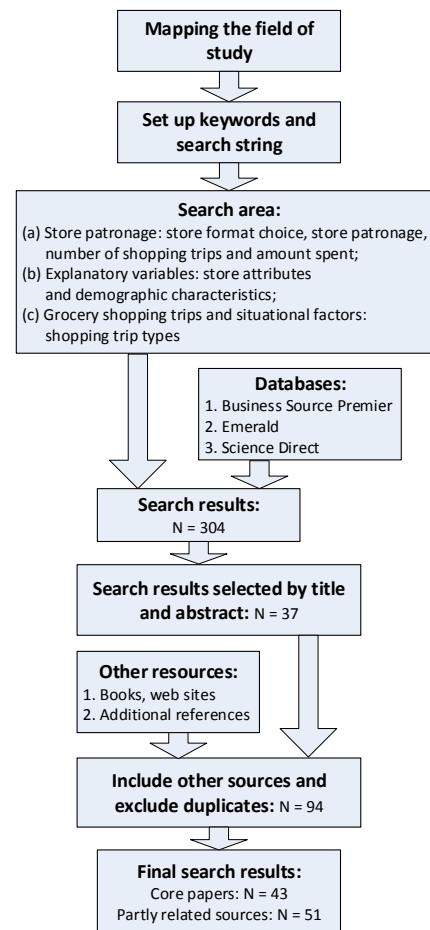 Mapping the field of
study
Set up keywords and
search string
Search area:
(a) Store patronage: store format choice, store patronage,
number of shopping trips and amount spent;
(b) Explanatory variables: store attributes
and demographic characteristics;
(c) Grocery shopping trips and situational factors:
shopping trip types
Databases:
1. Business Source Premier
2. Emerald
3. Science Direct
Search results:
N = 304
Search results selected by title
and abstract: N = 37
Other resources:
1. Books, web sites
2. Additional references
Include other sources and
exclude duplicates: N = 94
Final search results:
Core papers: N = 43
Partly related sources: N = 51